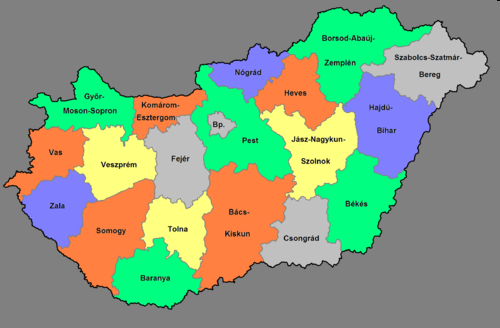 Borsod-Abaúj-
Zemplén
Szabolcs-Szatmár-
Bereg
Nógrád
Heves
Hajdú-
Bihar
Győr-
Moson-Sopron
Komárom-
Esztergom
Bp.
Pest
Jász-Nagykun-
Szolnok
Vas
Veszprém
Fejér
Zala
Somogy
Tolna
Bács-
Kiskun
Békés
Csongrád
Baranya